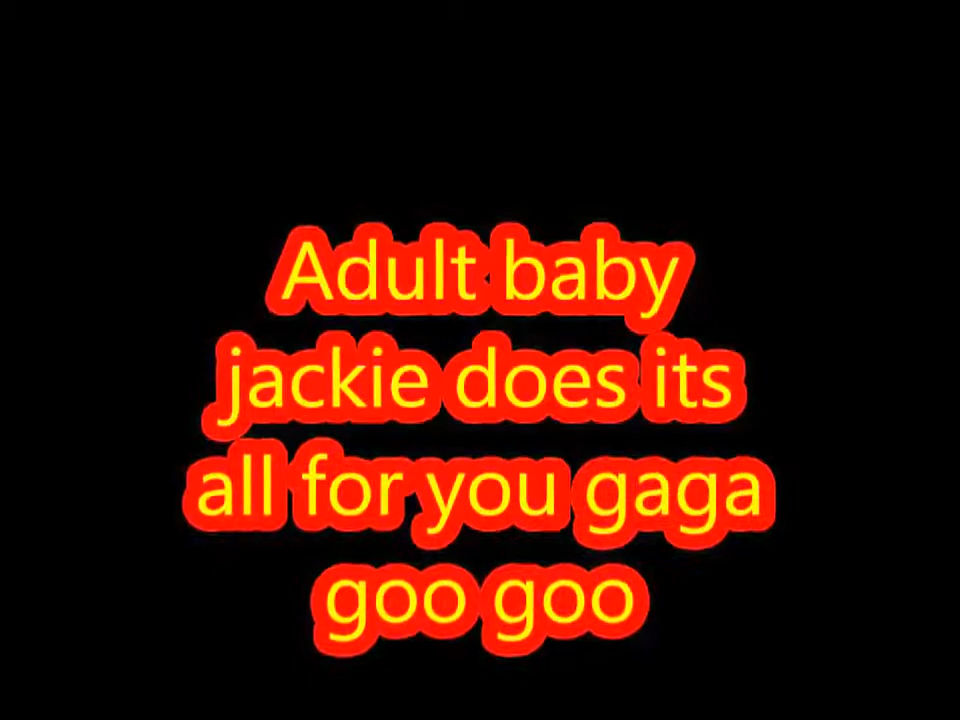 Adult baby
jackie does its
all for you gaga
goo goo